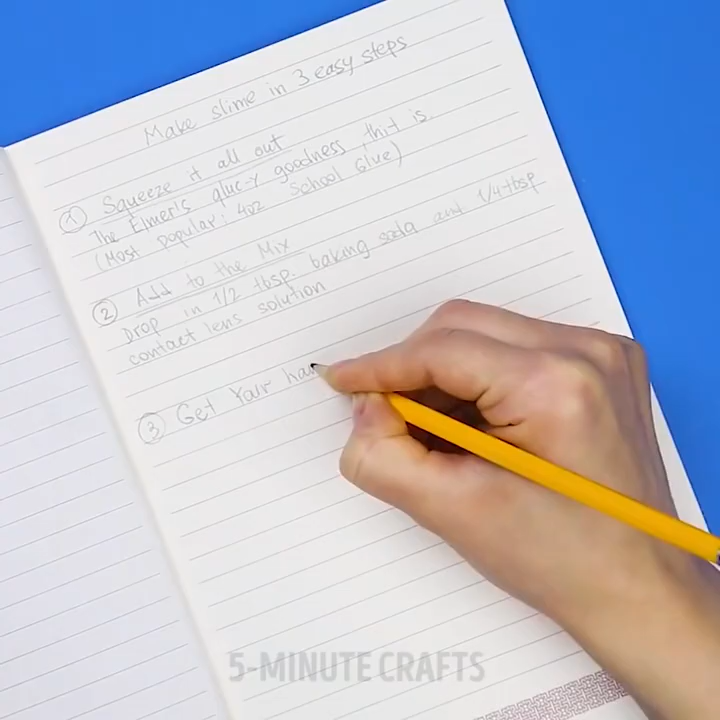 Make slime in 3 easy steps
① Squeeze it all out
The Elmer's glue-y goodness, thit is.
(Most popular: 4oz School Glue)
② Add to the Mix
Drop in 1/2 tbsp. baking soda and 1/4 tbsp
contact lens solution
③ Get Your han
5-MINUTE CRAFTS